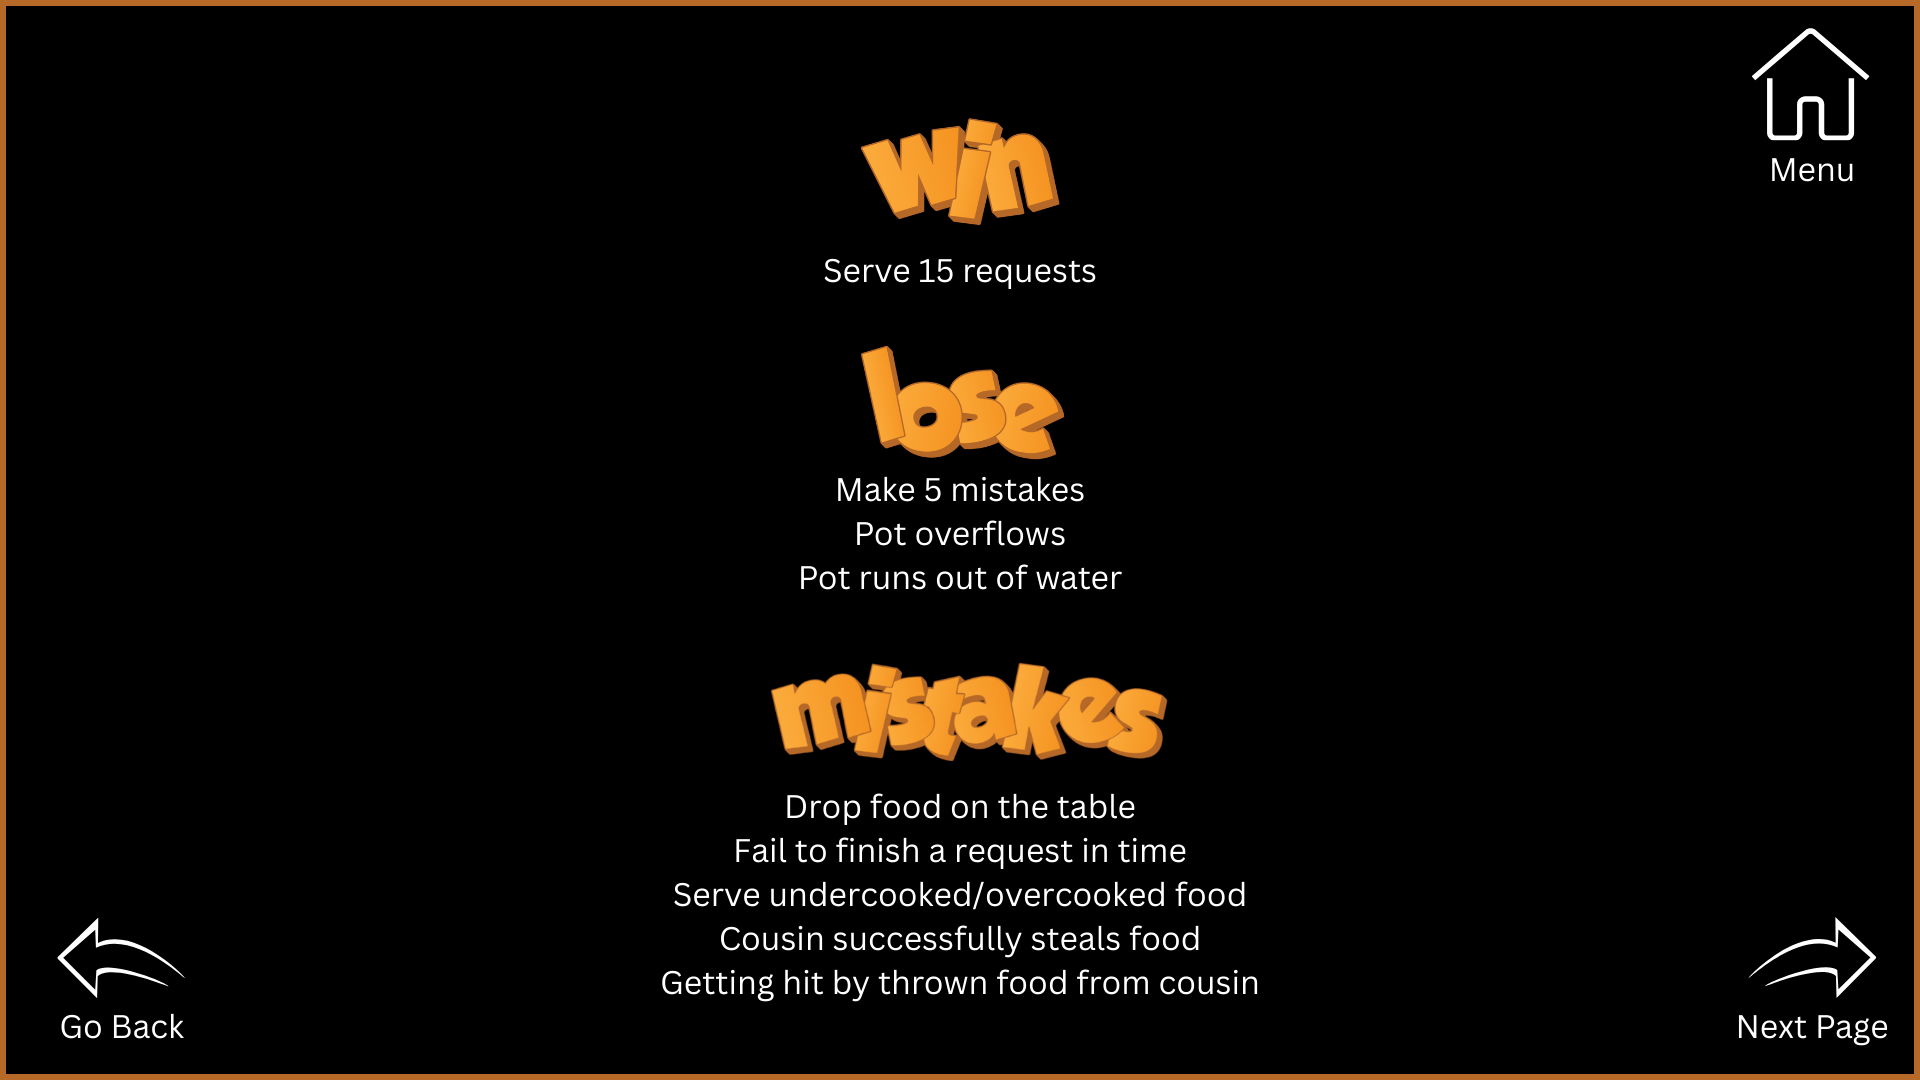 win
Serve 15 requests
lose
Make 5 mistakes
Pot overflows
Pot runs out of water
mistakes
Drop food on the table
Fail to finish a request in time
Serve undercooked/overcooked food
Cousin successfully steals food
Getting hit by thrown food from cousin
Menu
Go Back
Next Page